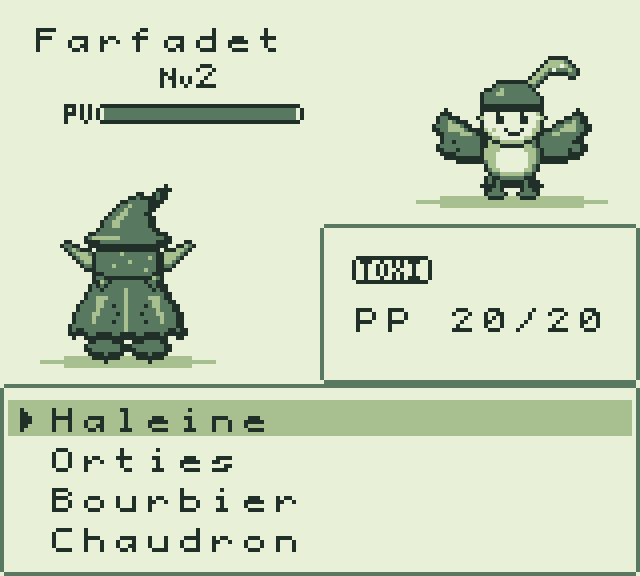 Farfadet
Nv2
PV
TOXI
PP 20/20
Haleine
Orties
Bourbier
Chaudron